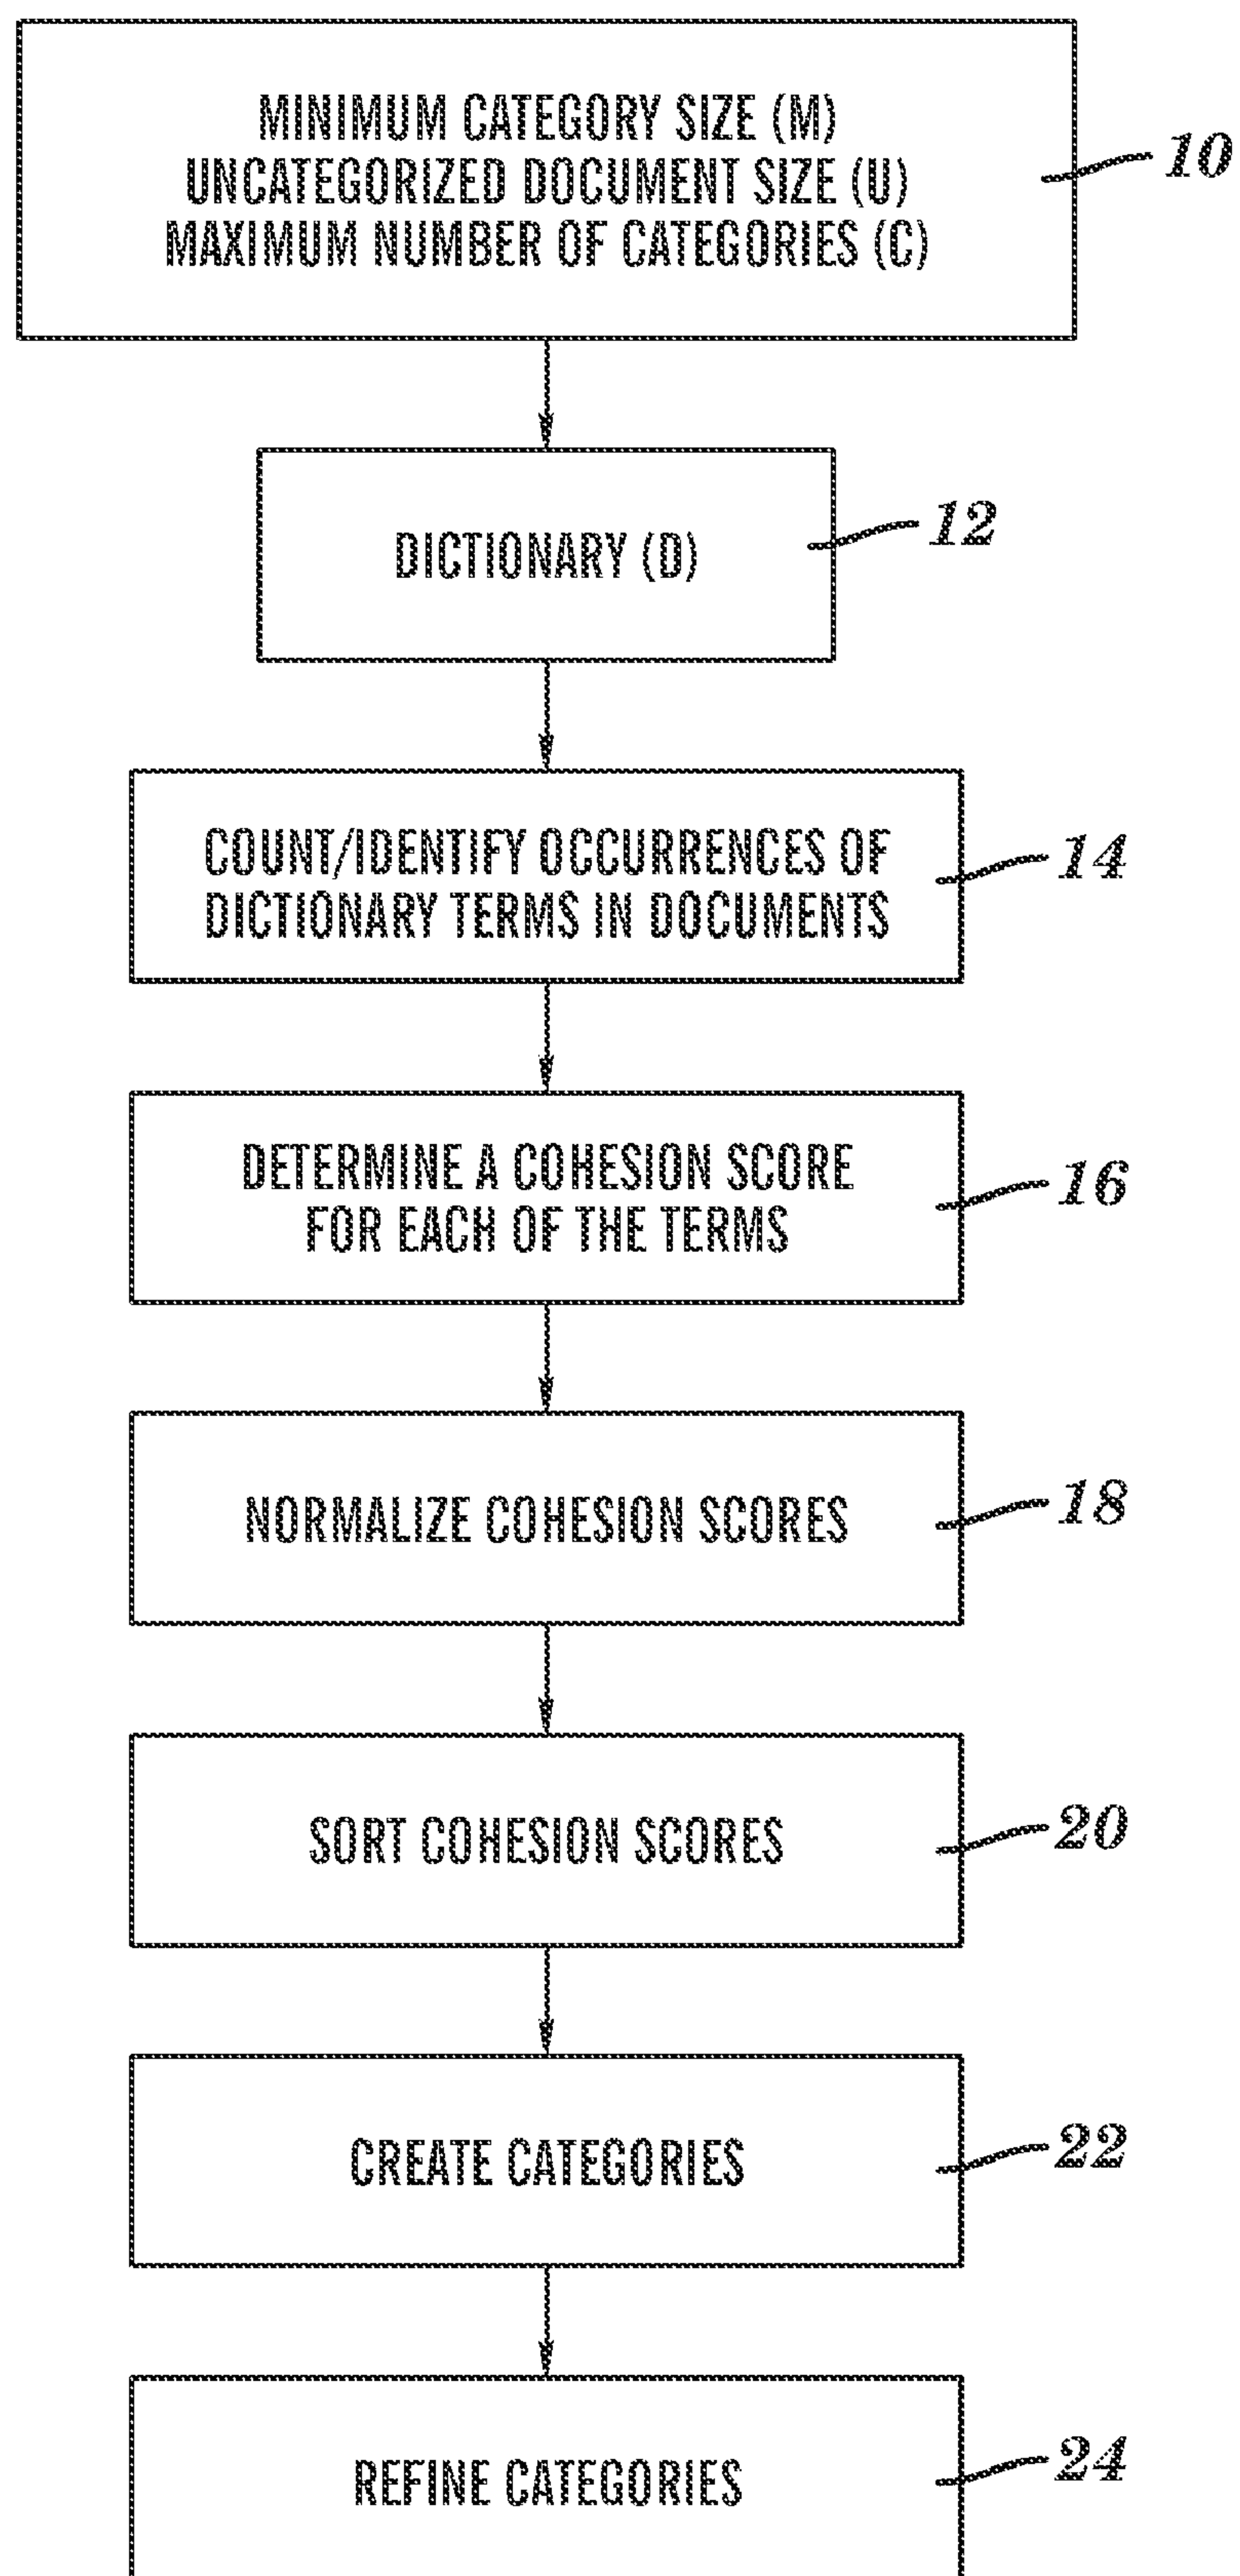 MINIMUM CATEGORY SIZE (M)
UNCATEGORIZED DOCUMENT SIZE (U)
MAXIMUM NUMBER OF CATEGORIES (C)
10
DICTIONARY (D)
12
COUNT/IDENTIFY OCCURRENCES OF
DICTIONARY TERMS IN DOCUMENTS
14
DETERMINE A COHESION SCORE
FOR EACH OF THE TERMS
16
NORMALIZE COHESION SCORES
18
SORT COHESION SCORES
20
CREATE CATEGORIES
22
REFINE CATEGORIES
24